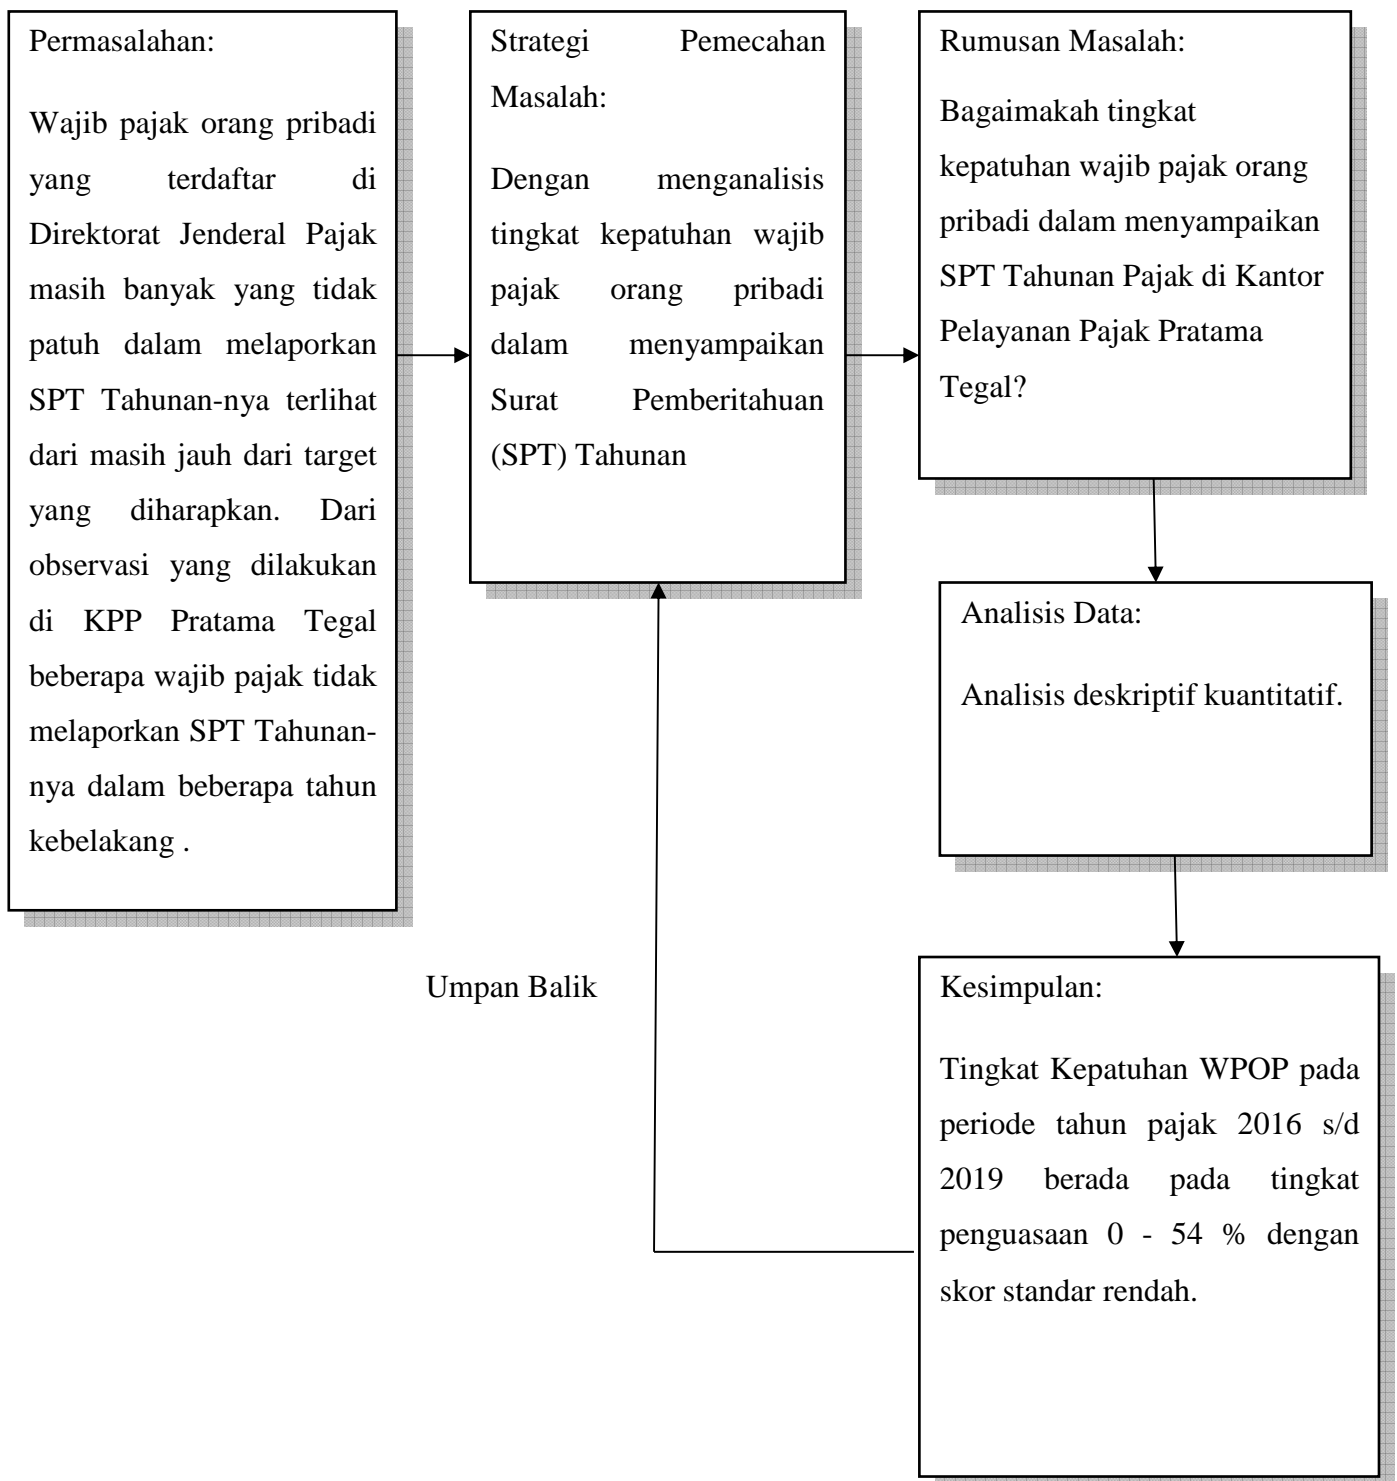 Permasalahan:
Wajib pajak orang pribadi
yang terdaftar di
Direktorat Jenderal Pajak
masih banyak yang tidak
patuh dalam melaporkan
SPT Tahunan-nya terlihat
dari masih jauh dari target
yang diharapkan. Dari
observasi yang dilakukan
di KPP Pratama Tegal
beberapa wajib pajak tidak
melaporkan SPT Tahunan-
nya dalam beberapa tahun
kebelakang .
Strategi Pemecahan
Masalah:
Dengan menganalisis
tingkat kepatuhan wajib
pajak orang pribadi
dalam menyampaikan
Surat Pemberitahuan
(SPT) Tahunan
Rumusan Masalah:
Bagaimakah tingkat
kepatuhan wajib pajak orang
pribadi dalam menyampaikan
SPT Tahunan Pajak di Kantor
Pelayanan Pajak Pratama
Tegal?
Analisis Data:
Analisis deskriptif kuantitatif.
Umpan Balik
Kesimpulan:
Tingkat Kepatuhan WPOP pada
periode tahun pajak 2016 s/d
2019 berada pada tingkat
penguasaan 0 - 54 % dengan
skor standar rendah.